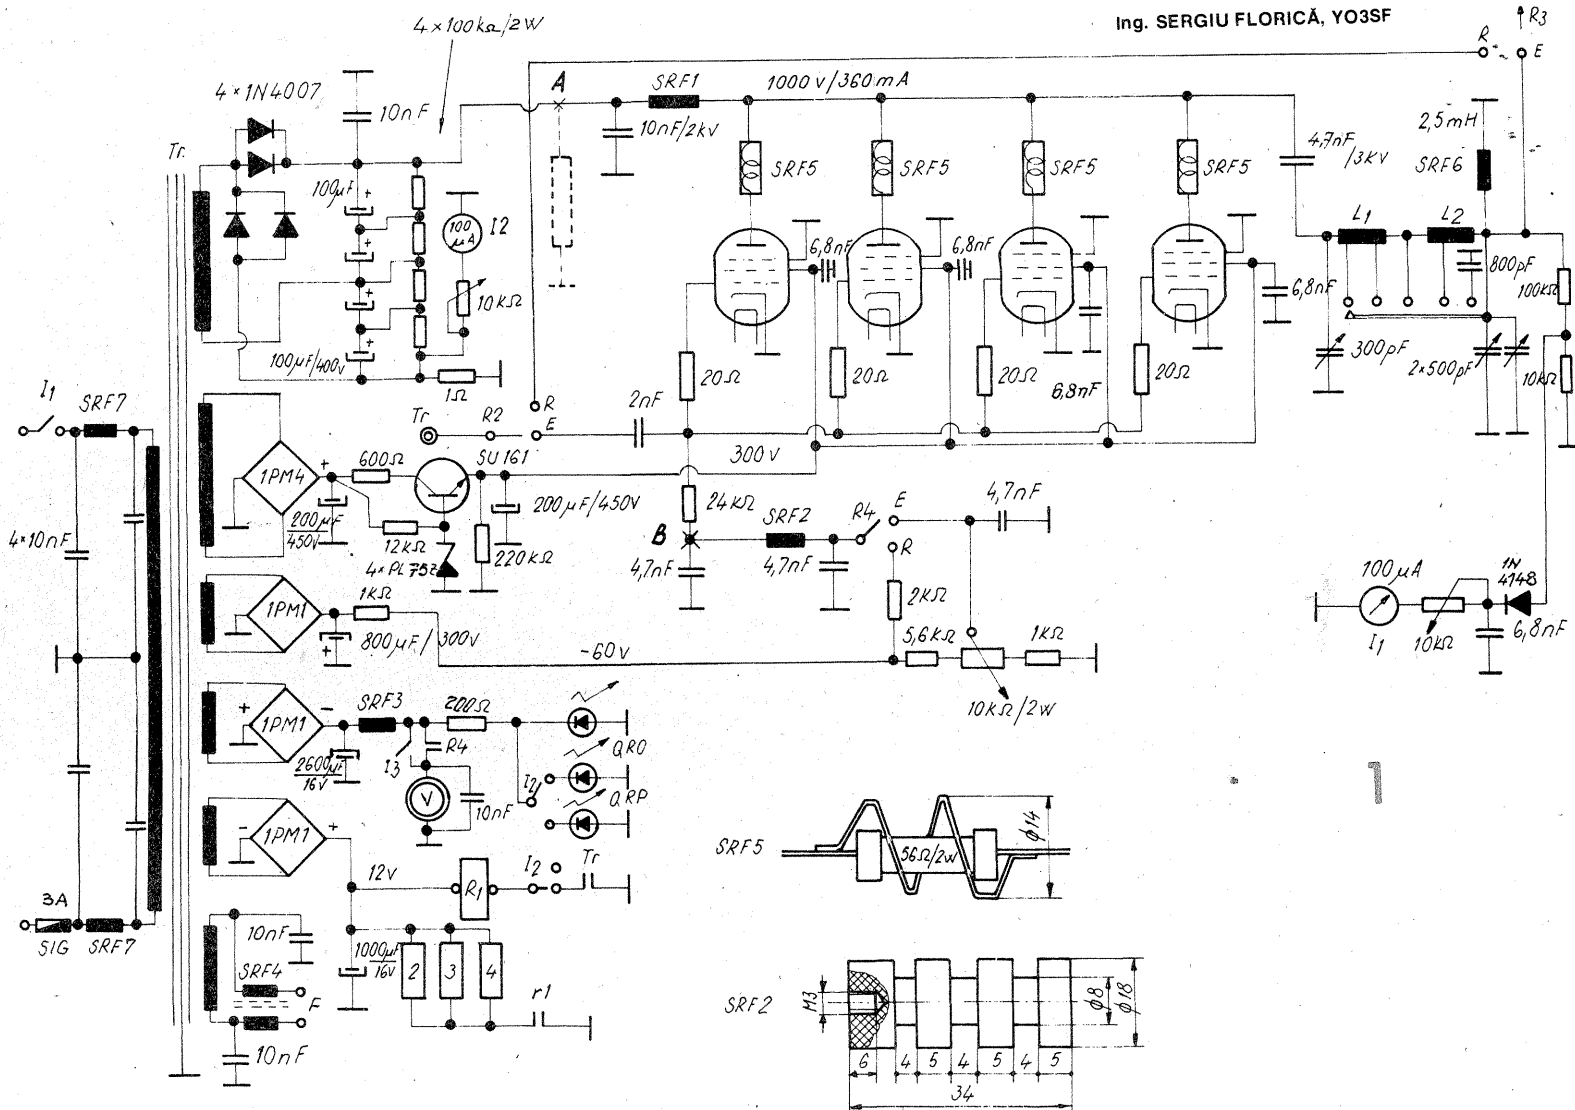 Ing. SERGIU FLORICĂ, YO3SF
4×100kΩ/2W
R3
R
E
4×1N4007
10nF
A
SRF1
1000V/360mA
10nF/2kV
2,5mH
4,7nF
/3KV
SRF6
Tr.
SRF5
SRF5
SRF5
SRF5
100µF
100
µA
I2
L1
L2
6,8nF
6,8nF
10kΩ
800pF
6,8nF
100kΩ
300pF
100µF/400V
1Ω
20Ω
20Ω
20Ω
6,8nF
20Ω
2×500pF
10kΩ
I1
SRF7
Tr
R2
R
E
2nF
SU161
300V
1PM4
+
600Ω
200µF
450V
200µF/450V
24kΩ
4,7nF
4×10nF
12kΩ
4×PL75Z
220kΩ
B
SRF2
R4
E
R
4,7nF
4,7nF
1N
4148
100µA
1PM1
+
1kΩ
800µF/300V
+
2kΩ
5,6kΩ
1kΩ
I1
10kΩ
6,8nF
-60V
10kΩ/2W
+
1PM1
-
SRF3
200Ω
2600µF
16V
I3
R4
V
10nF
I2
QRO
QRP
-
1PM1
+
12V
R1
I2
Tr
3A
SIG
SRF7
SRF5
56Ω/2W
ϕ14
10nF
SRF4
F
10nF
1000µF
16V
2
3
4
r1
SRF2
M3
ϕ8
ϕ18
6
4
5
4
5
4
5
34
1